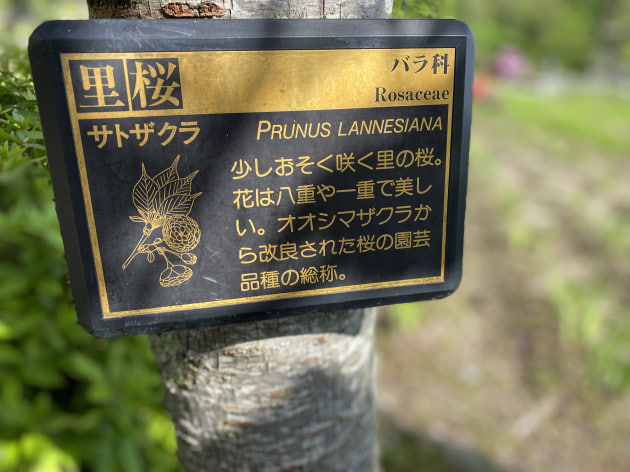 里桜
バラ科
Rosaceae
サトザクラ
PRUNUS LANNESIANA
少しおそく咲く里の桜。
花は八重や一重で美し
い。オオシマザクラか
ら改良された桜の園芸
品種の総称。